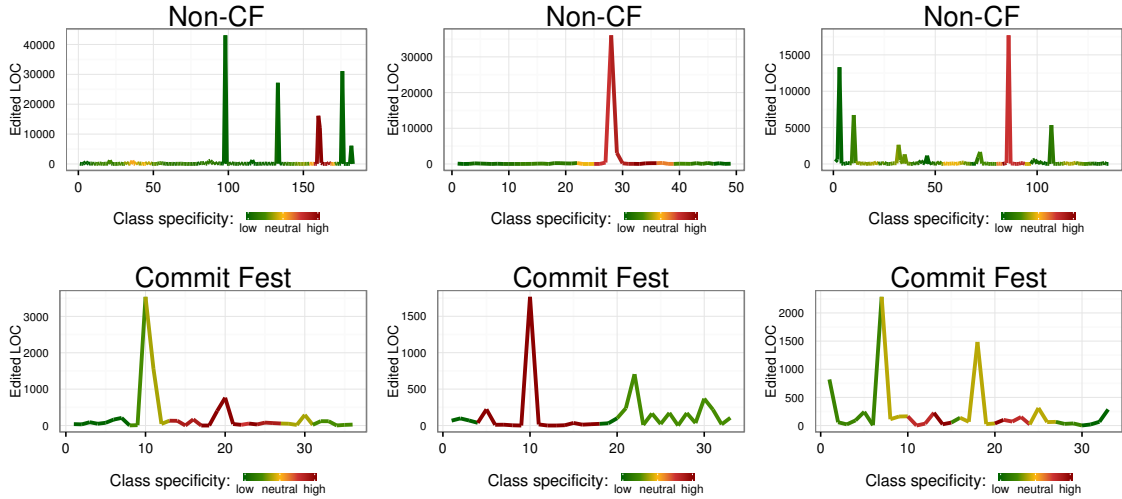 Non-CF
Edited LOC
40000
30000
20000
10000
0
0 50 100 150
Class specificity:
low neutral high
Non-CF
Edited LOC
30000
20000
10000
0
0 10 20 30 40 50
Class specificity:
low neutral high
Non-CF
Edited LOC
15000
10000
5000
0
0 50 100
Class specificity:
low neutral high
Commit Fest
Edited LOC
3000
2000
1000
0
0 10 20 30
Class specificity:
low neutral high
Commit Fest
Edited LOC
1500
1000
500
0
0 10 20 30
Class specificity:
low neutral high
Commit Fest
Edited LOC
2000
1500
1000
500
0
0 10 20 30
Class specificity:
low neutral high